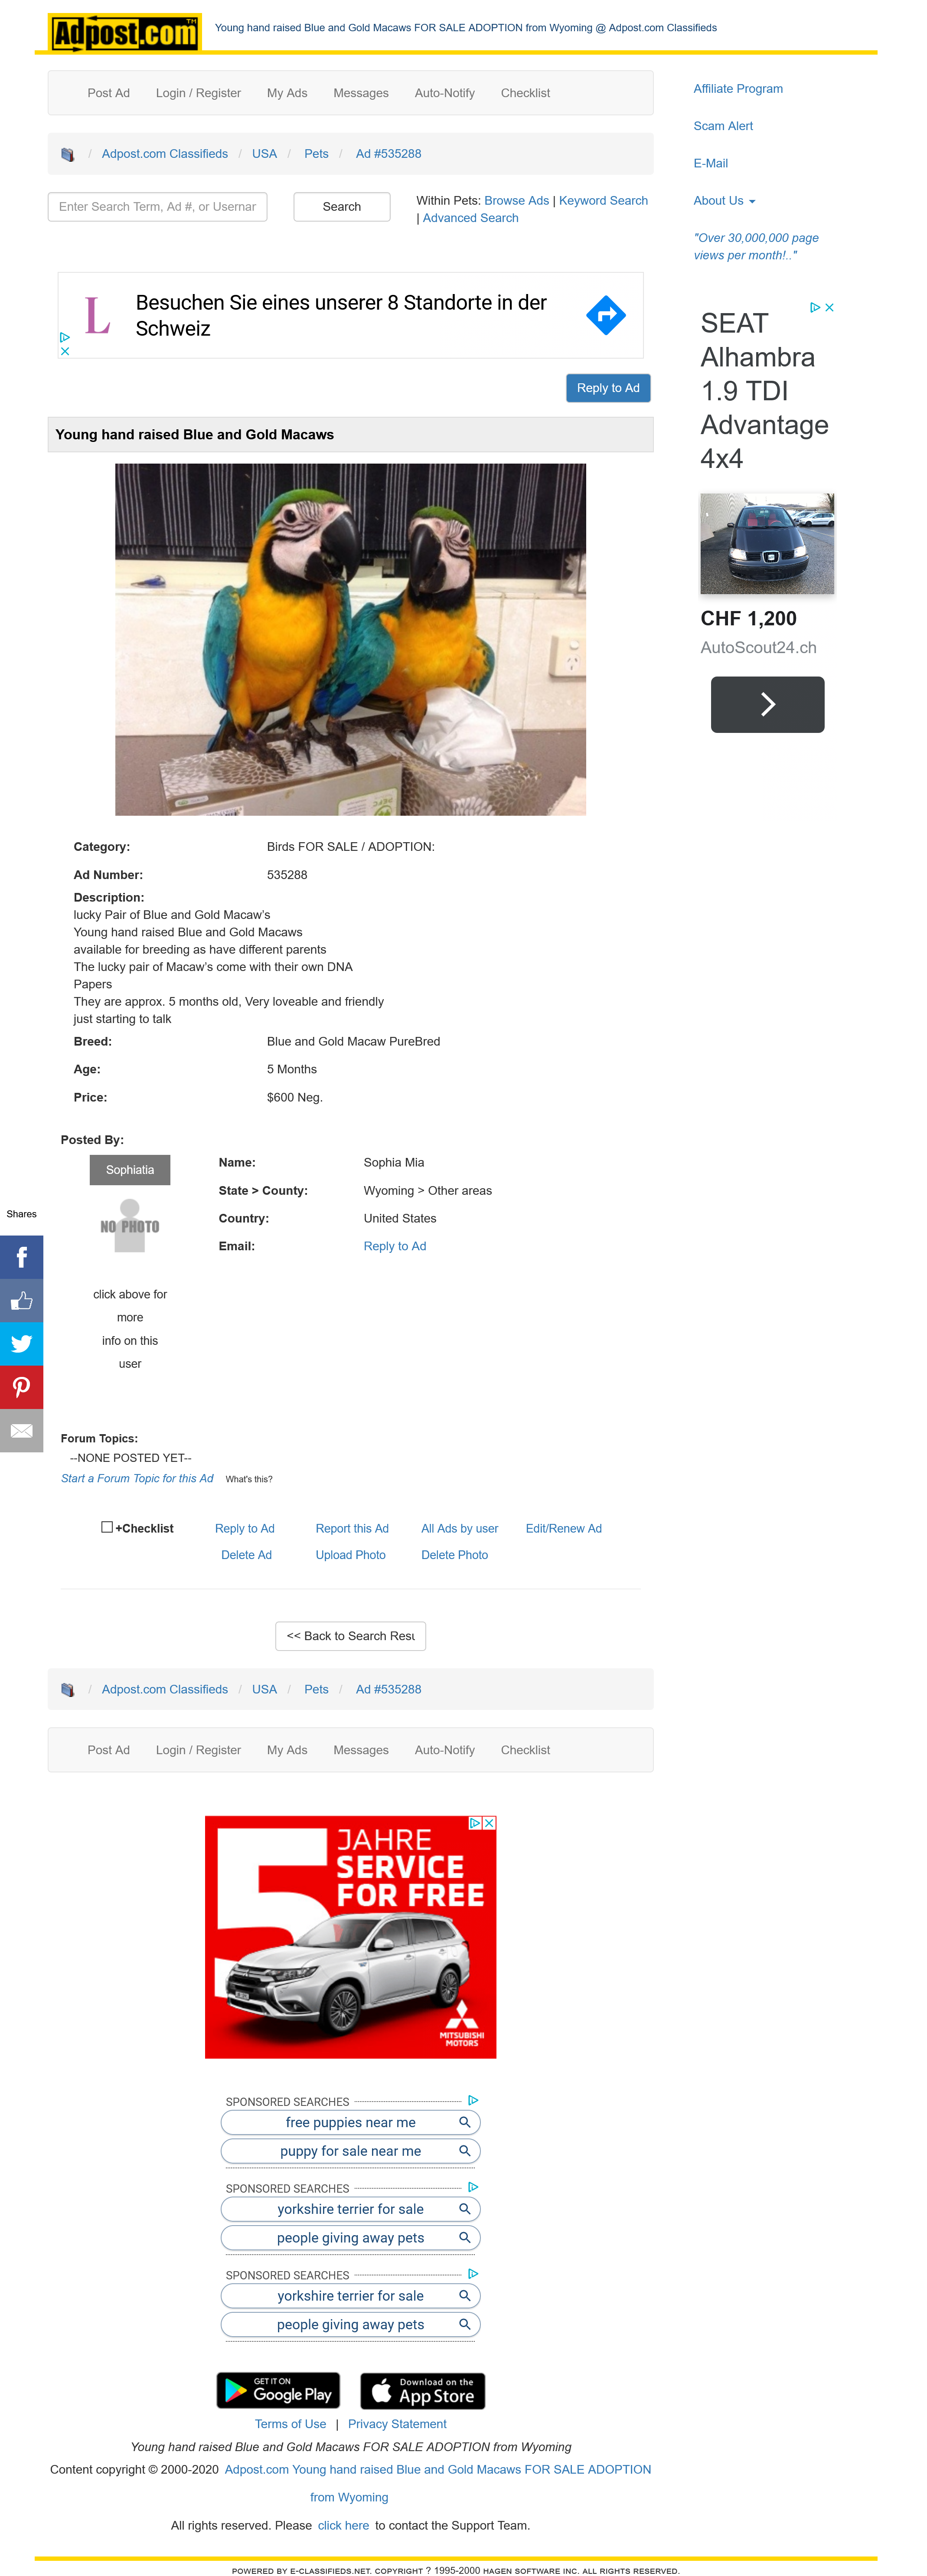 Adpost.com™
Young hand raised Blue and Gold Macaws FOR SALE ADOPTION from Wyoming @ Adpost.com Classifieds
Post Ad Login / Register My Ads Messages Auto-Notify Checklist
/ Adpost.com Classifieds / USA / Pets / Ad #535288
Enter Search Term, Ad #, or Usernar
Search
Within Pets: Browse Ads | Keyword Search
| Advanced Search
Affiliate Program
Scam Alert
E-Mail
About Us
"Over 30,000,000 page
views per month!.."
L
Besuchen Sie eines unserer 8 Standorte in der
Schweiz
SEAT
Alhambra
1.9 TDI
Advantage
4x4
CHF 1,200
AutoScout24.ch
Reply to Ad
Young hand raised Blue and Gold Macaws
Category: Birds FOR SALE / ADOPTION:
Ad Number: 535288
Description:
lucky Pair of Blue and Gold Macaw's
Young hand raised Blue and Gold Macaws
available for breeding as have different parents
The lucky pair of Macaw's come with their own DNA
Papers
They are approx. 5 months old, Very loveable and friendly
just starting to talk
Breed: Blue and Gold Macaw PureBred
Age: 5 Months
Price: $600 Neg.
Posted By:
Sophiatia
NO PHOTO
click above for
more
info on this
user
Name: Sophia Mia
State > County: Wyoming > Other areas
Country: United States
Email: Reply to Ad
Shares
Forum Topics:
--NONE POSTED YET--
Start a Forum Topic for this Ad What's this?
+Checklist Reply to Ad Report this Ad All Ads by user Edit/Renew Ad
Delete Ad Upload Photo Delete Photo
<< Back to Search Resu
/ Adpost.com Classifieds / USA / Pets / Ad #535288
Post Ad Login / Register My Ads Messages Auto-Notify Checklist
5 JAHRE
SERVICE
FOR FREE
MITSUBISHI
MOTORS
SPONSORED SEARCHES
free puppies near me
puppy for sale near me
SPONSORED SEARCHES
yorkshire terrier for sale
people giving away pets
SPONSORED SEARCHES
yorkshire terrier for sale
people giving away pets
GET IT ON
Google Play
Download on the
App Store
Terms of Use | Privacy Statement
Young hand raised Blue and Gold Macaws FOR SALE ADOPTION from Wyoming
Content copyright © 2000-2020 Adpost.com Young hand raised Blue and Gold Macaws FOR SALE ADOPTION
from Wyoming
All rights reserved. Please click here to contact the Support Team.
POWERED BY E-CLASSIFIEDS.NET. COPYRIGHT ? 1995-2000 HAGEN SOFTWARE INC. ALL RIGHTS RESERVED.